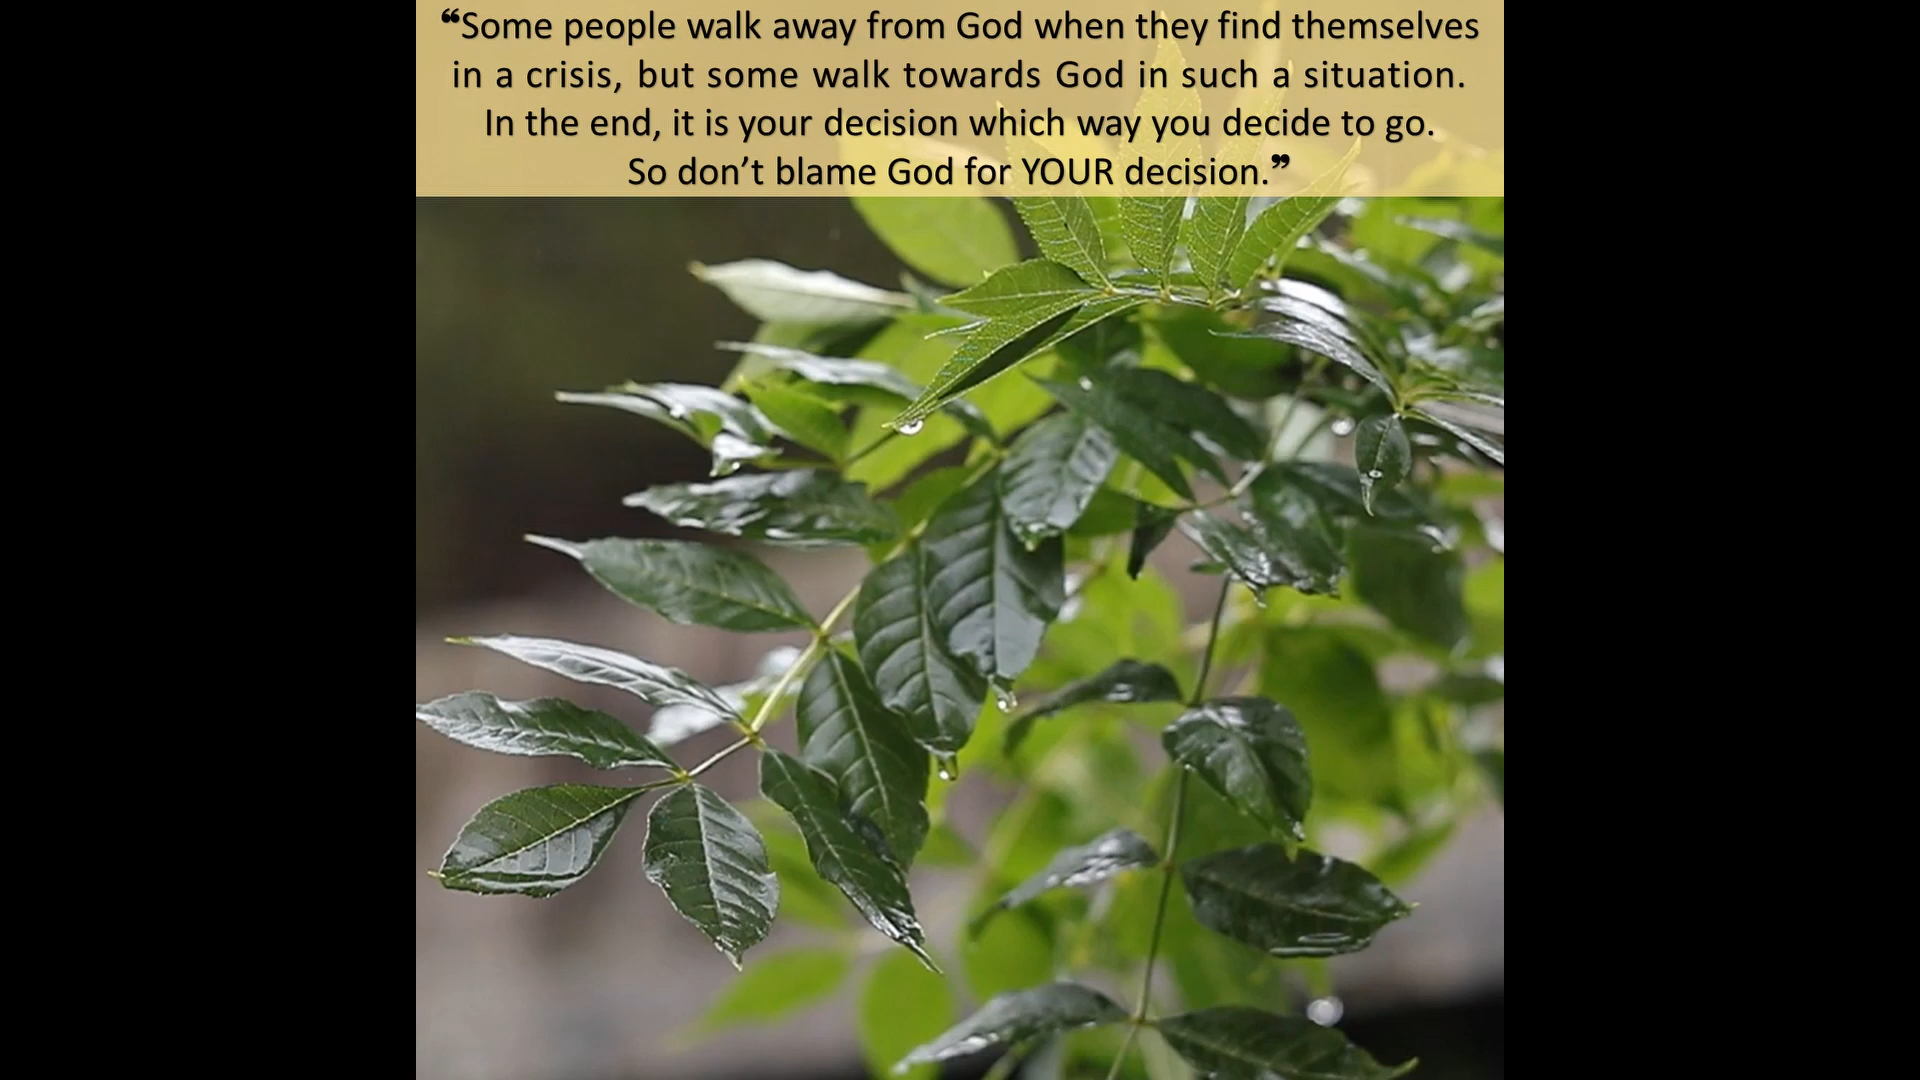 ❝Some people walk away from God when they find themselves
in a crisis, but some walk towards God in such a situation.
In the end, it is your decision which way you decide to go.
So don’t blame God for YOUR decision.❞